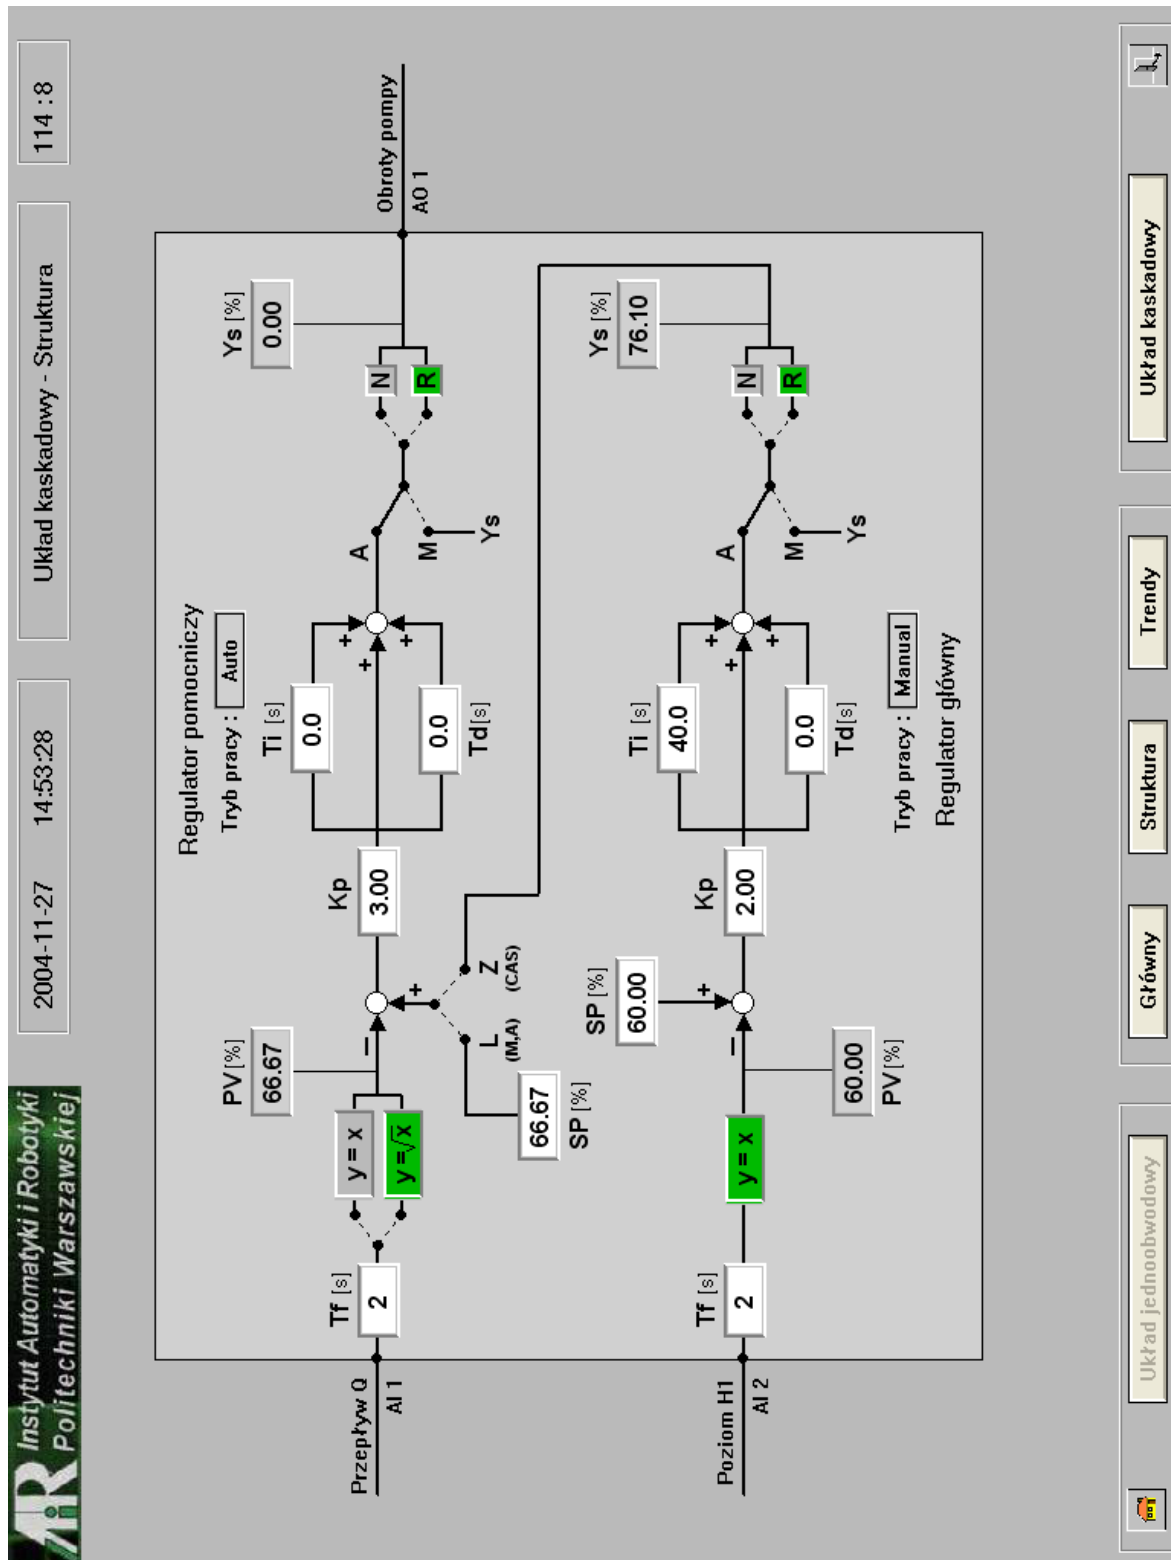 Instytut Automatyki i Robotyki
Politechniki Warszawskiej
2004-11-27 14:53:28
Układ kaskadowy - Struktura
114 :8
Regulator pomocniczy
Tryb pracy : Auto
Przepływ Q
AI 1
Tf [s]
2
y = x
y=√x
PV[%]
66.67
−
+
L
(M,A)
Z
(CAS)
66.67
SP [%]
Kp
3.00
Ti [s]
0.0
0.0
Td[s]
+
+
+
A
M
Ys
N
R
Ys [%]
0.00
Obroty pompy
AO 1
Poziom H1
AI 2
Tf [s]
2
y = x
SP [%]
60.00
+
−
60.00
PV[%]
Kp
2.00
Ti [s]
40.0
0.0
Td[s]
+
+
+
A
M
Ys
N
R
Ys [%]
76.10
Tryb pracy : Manual
Regulator główny
Układ jednoobwodowy
Główny
Struktura
Trendy
Układ kaskadowy